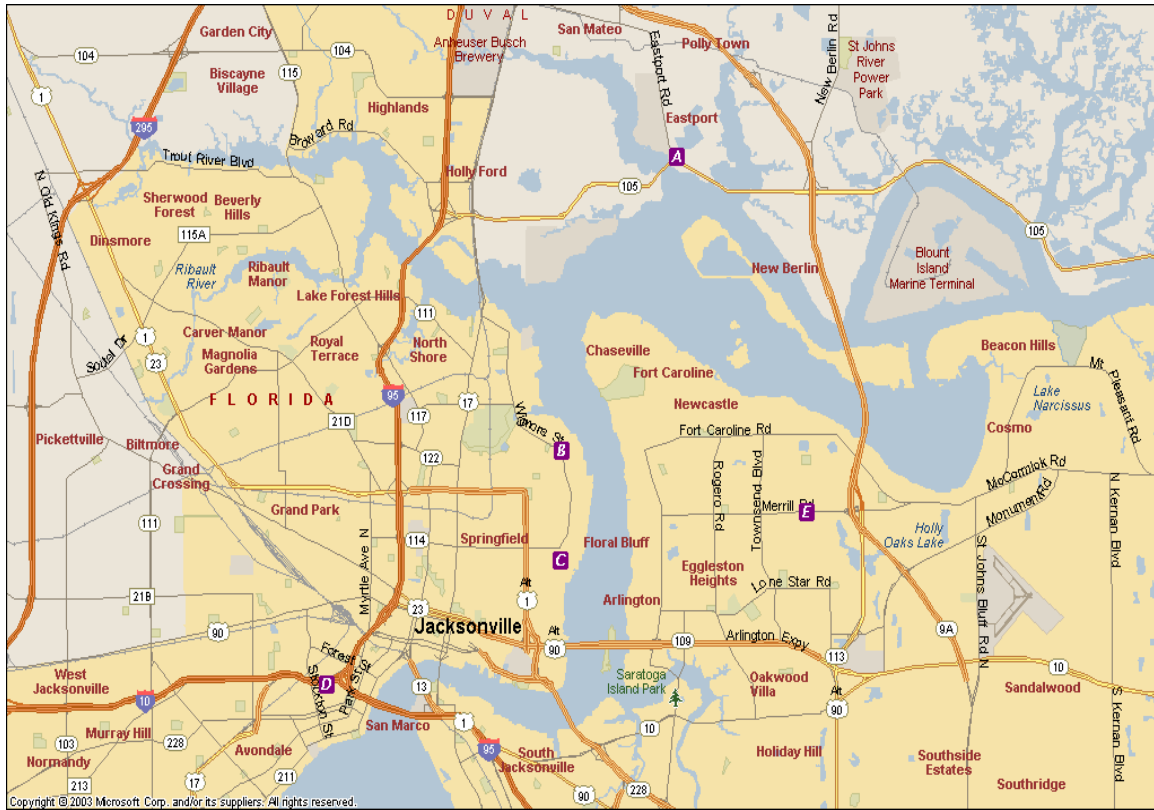 DUVAL
Garden City
San Mateo
Anheuser Busch
Brewery
Eastport Rd
Polly Town
New Berlin Rd
St Johns
River
Power
Park
104
104
115
1
Biscayne
Village
Highlands
Eastport
295
Broward Rd
Trout River Blvd
A
Holly Ford
105
N Old Kings Rd
Sherwood
Forest
Beverly
Hills
115A
Dinsmore
105
Ribault
River
Ribault
Manor
New Berlin
Blount
Island
Marine Terminal
Lake Forest Hills
111
1
Carver Manor
Royal
Terrace
North
Shore
Soutel Dr
23
Magnolia
Gardens
Chaseville
Beacon Hills
Fort Caroline
Mt Pleasant Rd
FLORIDA
95
17
Newcastle
Lake
Narcissus
117
21D
Wigmore St
Fort Caroline Rd
Cosmo
Pickettville
Biltmore
B
122
Grand
Crossing
Rogero Rd
Townsend Blvd
McCormick Rd
Monument Rd
N Kernan Blvd
Grand Park
Merrill Rd
E
111
Myrtle Ave N
114
Springfield
Floral Bluff
Holly
Oaks Lake
St Johns Bluff Rd N
C
Eggleston
Heights
Alt
1
Lone Star Rd
21B
Arlington
23
90
Jacksonville
Alt
90
109
Arlington Expy
9A
113
Forest St
Park St
Stockton St
D
West
Jacksonville
Saratoga
Island Park
Oakwood
Villa
10
Sandalwood
10
13
Alt
90
Murray Hill
San Marco
1
10
S Kernan Blvd
103
228
Avondale
95
South
Jacksonville
Holiday Hill
Southside
Estates
Normandy
213
17
211
90
228
Southridge
Copyright © 2003 Microsoft Corp. and/or its suppliers. All rights reserved.